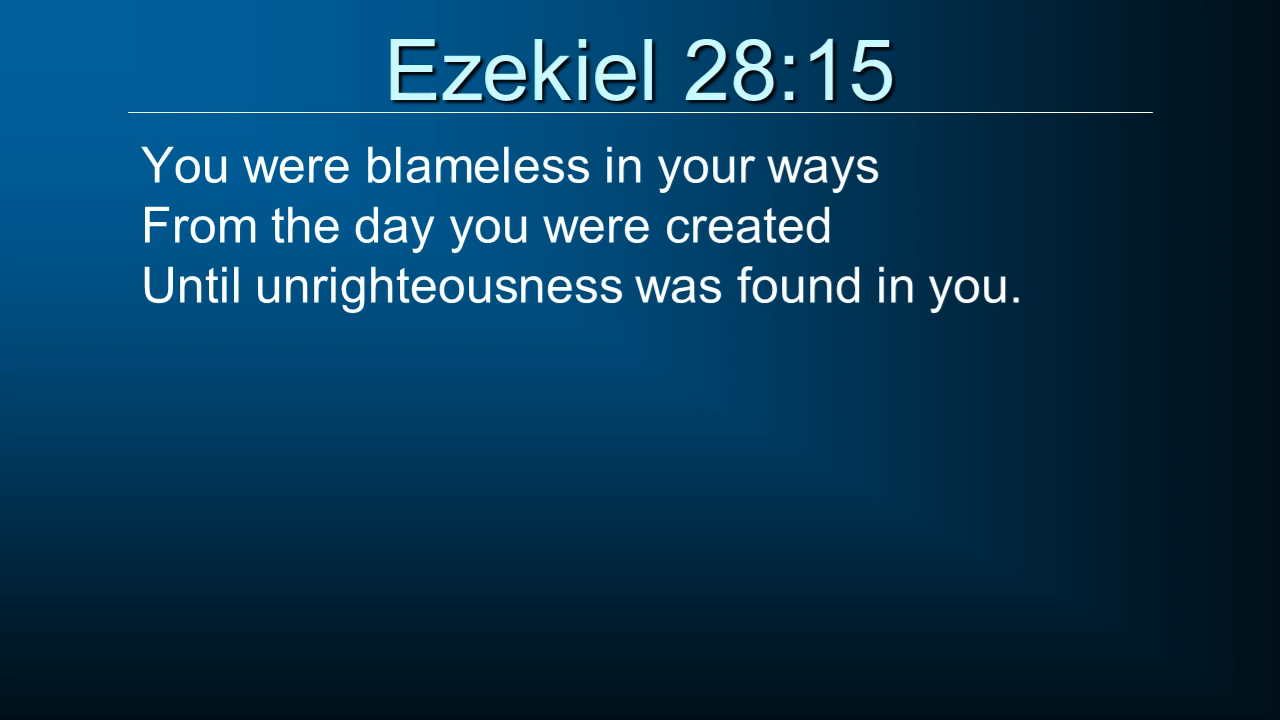 Ezekiel 28:15
You were blameless in your ways
From the day you were created
Until unrighteousness was found in you.